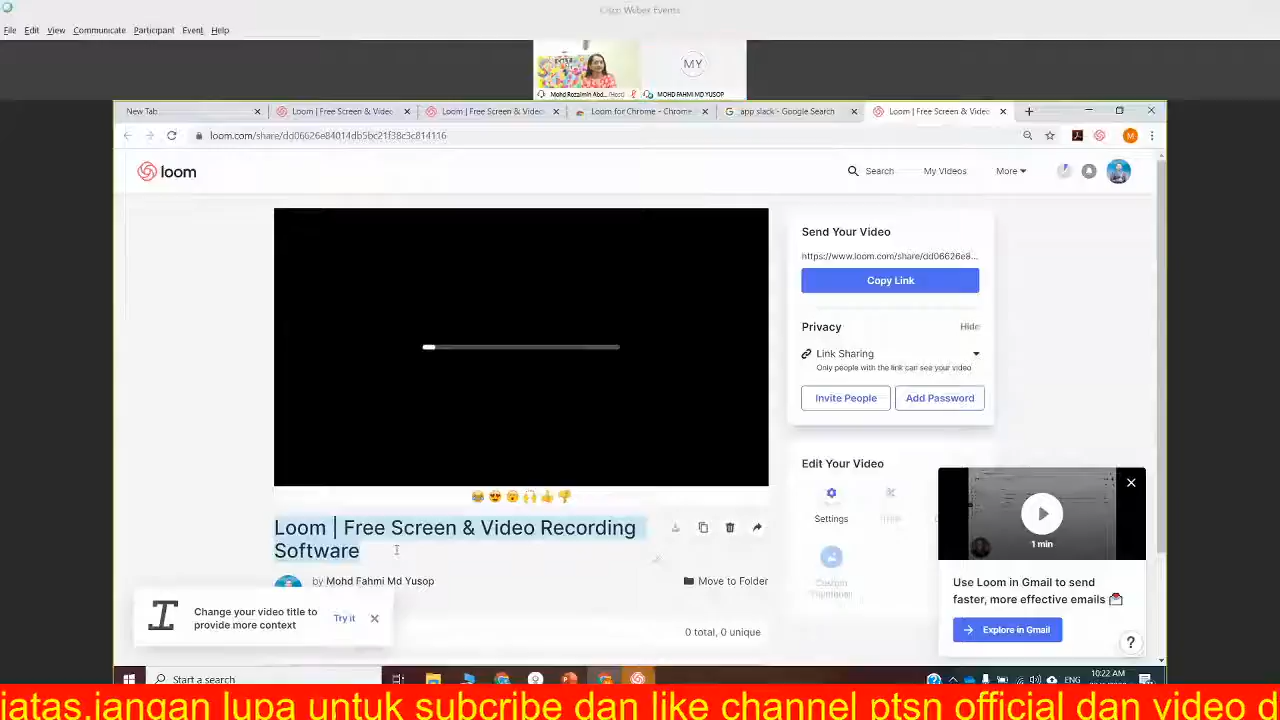 Cisco Webex Events
File Edit View Communicate Participant Event Help
MY
Mohd Rozaimin Abd... (Host)
MOHD FAHMI MD YUSOP
New Tab
Loom | Free Screen & Video
Loom | Free Screen & Video
Loom for Chrome - Chrome
app slack - Google Search
Loom | Free Screen & Video
loom.com/share/dd06626e84014db5bc21f38c3c814116
M
loom
Search
My Videos
More
Send Your Video
https://www.loom.com/share/dd06626e8...
Copy Link
Privacy
Hide
Link Sharing
Only people with the link can see your video
Invite People
Add Password
Edit Your Video
Settings
Custom
Thumbnail
1 min
Use Loom in Gmail to send
faster, more effective emails
Explore in Gmail
?
Loom | Free Screen & Video Recording
Software
by Mohd Fahmi Md Yusop
Move to Folder
Change your video title to
provide more context
Try it
0 total, 0 unique
Start a search
ENG
10:22 AM
iatas,jangan lupa untuk subcribe dan like channel ptsn official dan video d